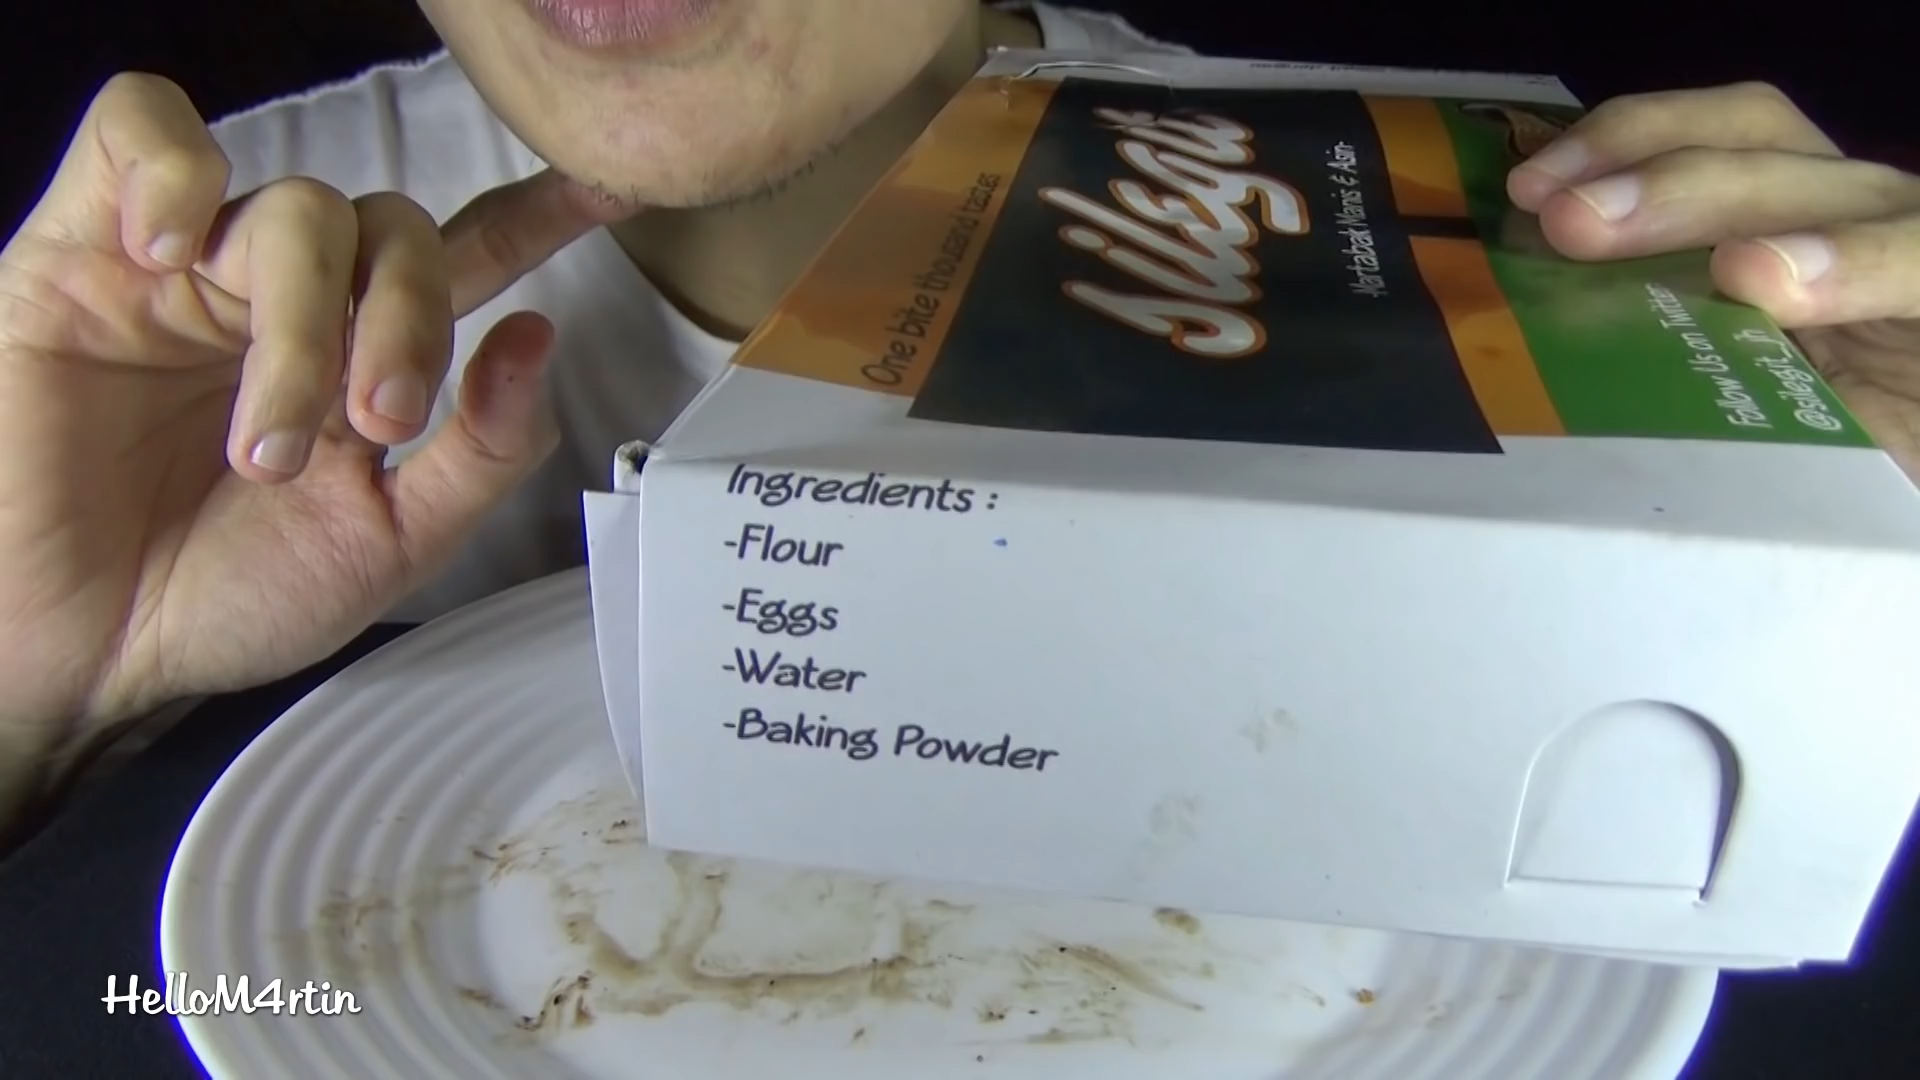 One bite thousand tastes
Silegit
-Martabak Manis & Asin-
Follow Us on Twitter
@silegit_jh
Ingredients :
-Flour
-Eggs
-Water
-Baking Powder
HelloM4rtin